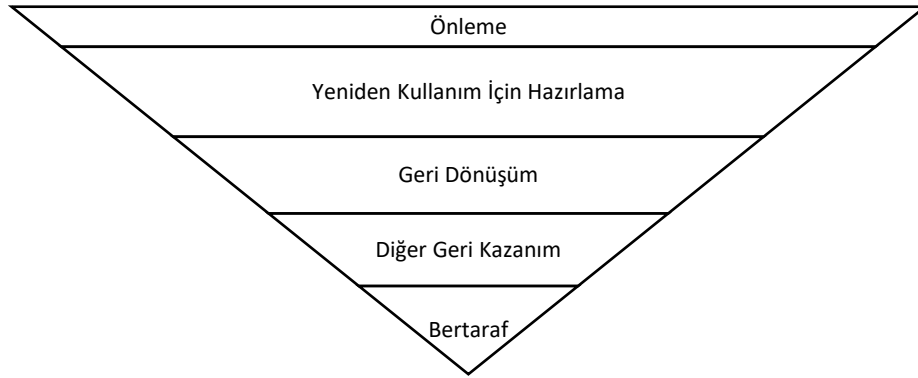 Önleme
Yeniden Kullanım İçin Hazırlama
Geri Dönüşüm
Diğer Geri Kazanım
Bertaraf